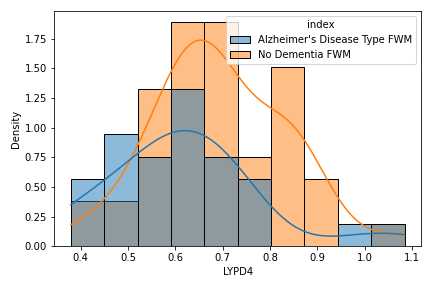 index
Alzheimer's Disease Type FWM
No Dementia FWM
1.75
1.50
1.25
1.00
0.75
0.50
0.25
0.00
Density
0.4 0.5 0.6 0.7 0.8 0.9 1.0 1.1
LYPD4